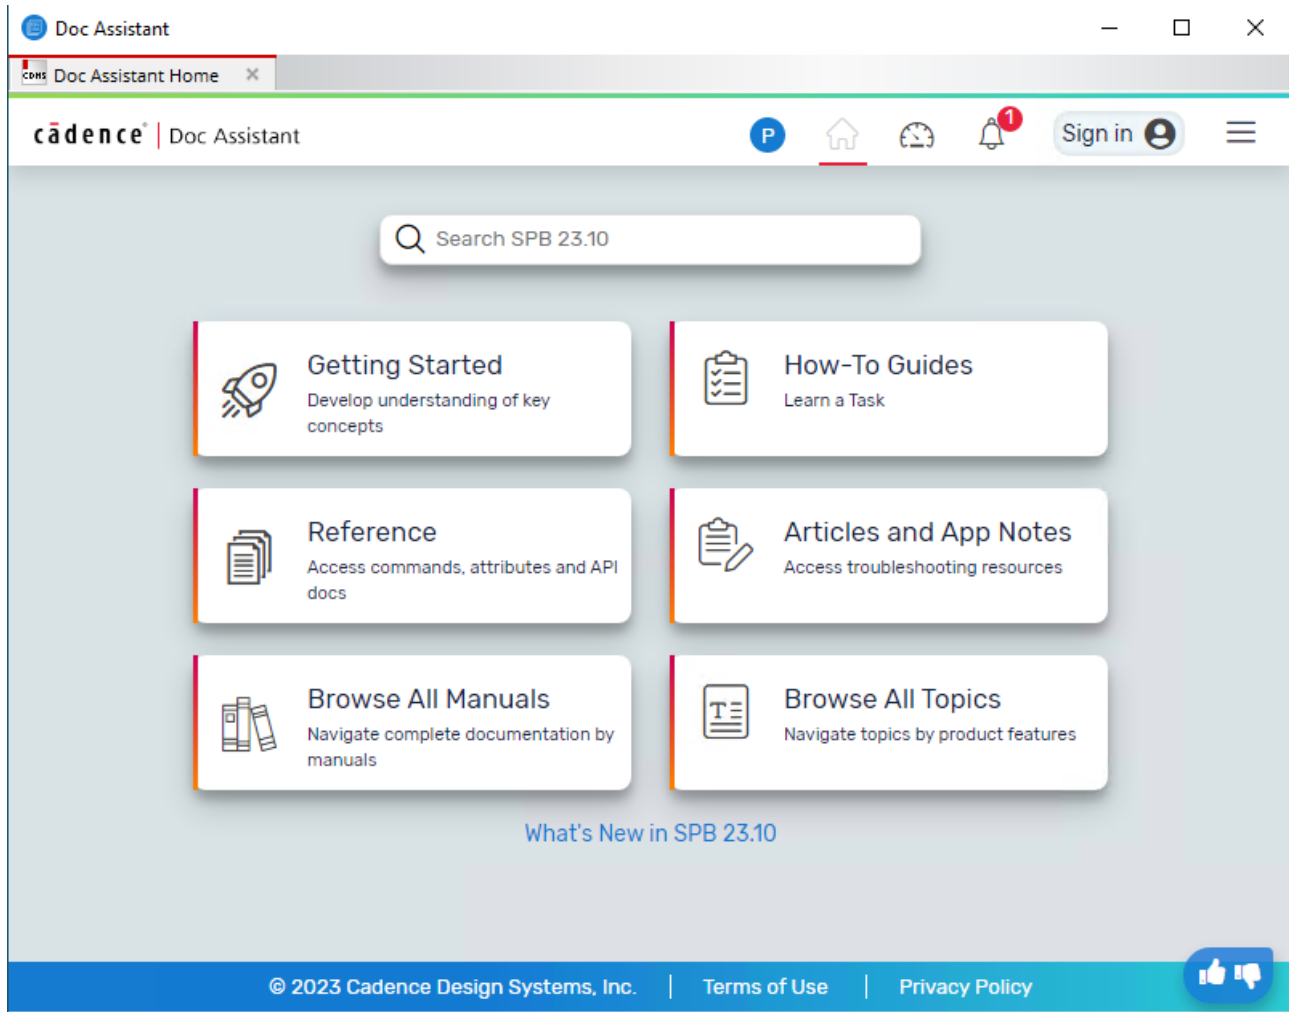 Doc Assistant
CDHS Doc Assistant Home
cādence® | Doc Assistant
P
1
Sign in
Search SPB 23.10
Getting Started
Develop understanding of key
concepts
How-To Guides
Learn a Task
Reference
Access commands, attributes and API
docs
Articles and App Notes
Access troubleshooting resources
Browse All Manuals
Navigate complete documentation by
manuals
T
Browse All Topics
Navigate topics by product features
What's New in SPB 23.10
© 2023 Cadence Design Systems, Inc. | Terms of Use | Privacy Policy